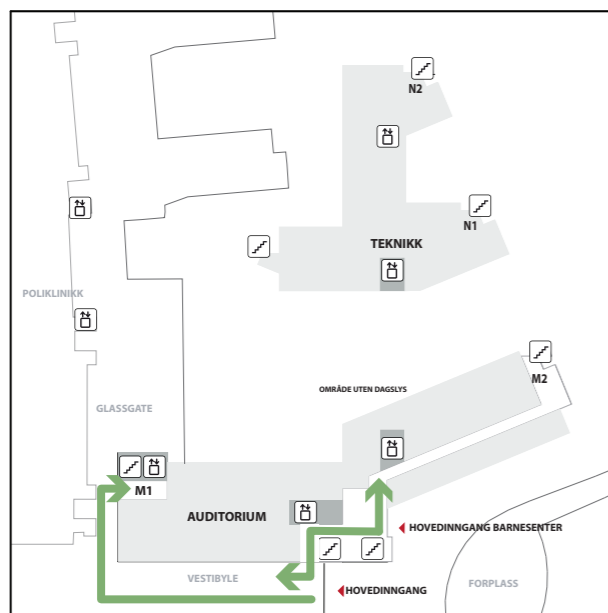 N2
N1
TEKNIKK
POLIKLINIKK
OMRÅDE UTEN DAGSLYS
M2
GLASSGATE
M1
AUDITORIUM
HOVEDINNGANG BARNESENTER
VESTIBYLE
HOVEDINNGANG
FORPLASS